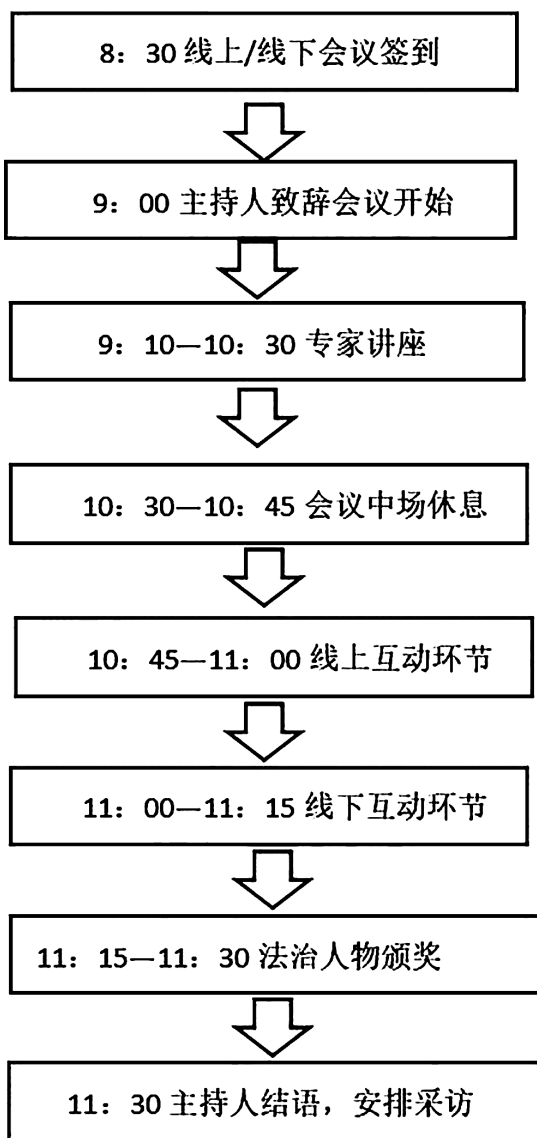 8：30 线上/线下会议签到
9：00 主持人致辞会议开始
9：10—10：30 专家讲座
10：30—10：45 会议中场休息
10：45—11：00 线上互动环节
11：00—11：15 线下互动环节
11：15—11：30 法治人物颁奖
11：30 主持人结语，安排采访